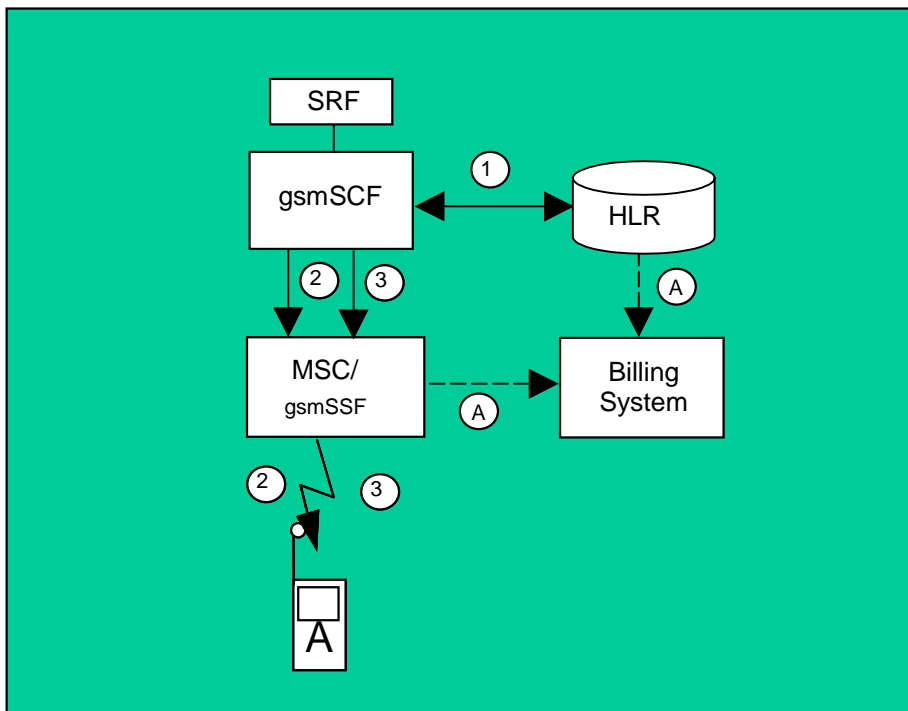 SRF
gsmSCF
1
HLR
2
3
A
MSC/
gsmSSF
A
Billing
System
2
3
A